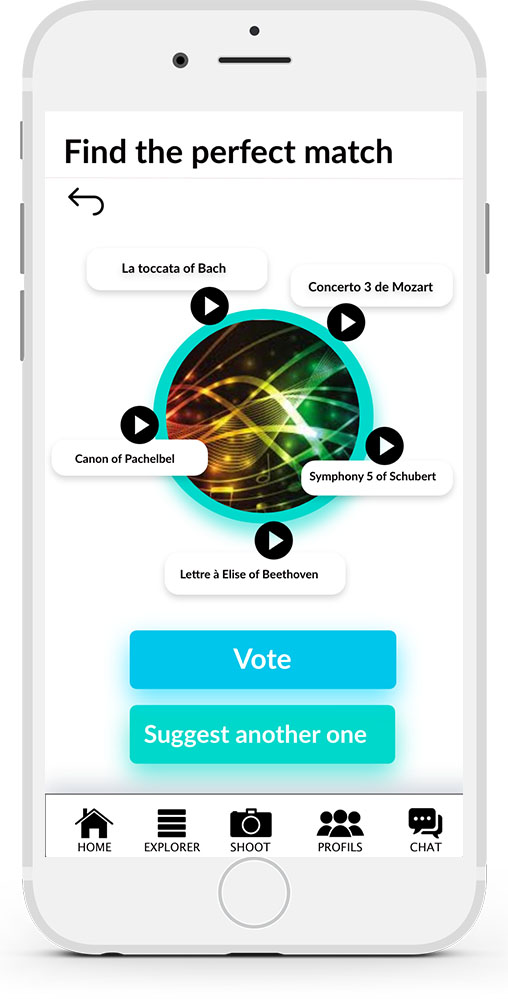 Find the perfect match
La toccata of Bach
Concerto 3 de Mozart
Canon of Pachelbel
Symphony 5 of Schubert
Lettre à Elise of Beethoven
Vote
Suggest another one
HOME
EXPLORER
SHOOT
PROFILS
CHAT